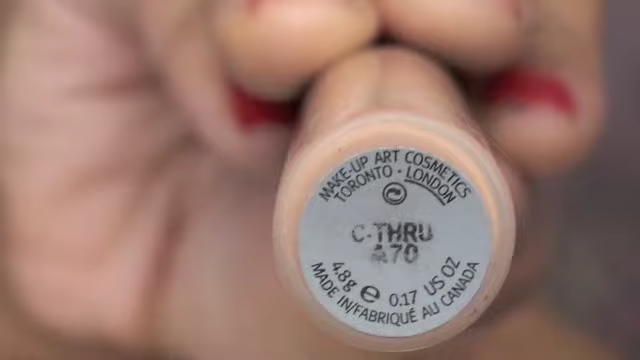 MAKE-UP ART COSMETICS
TORONTO · LONDON
C-THRU
A70
4.8g e 0.17 US OZ
MADE IN/FABRIQUÉ AU CANADA